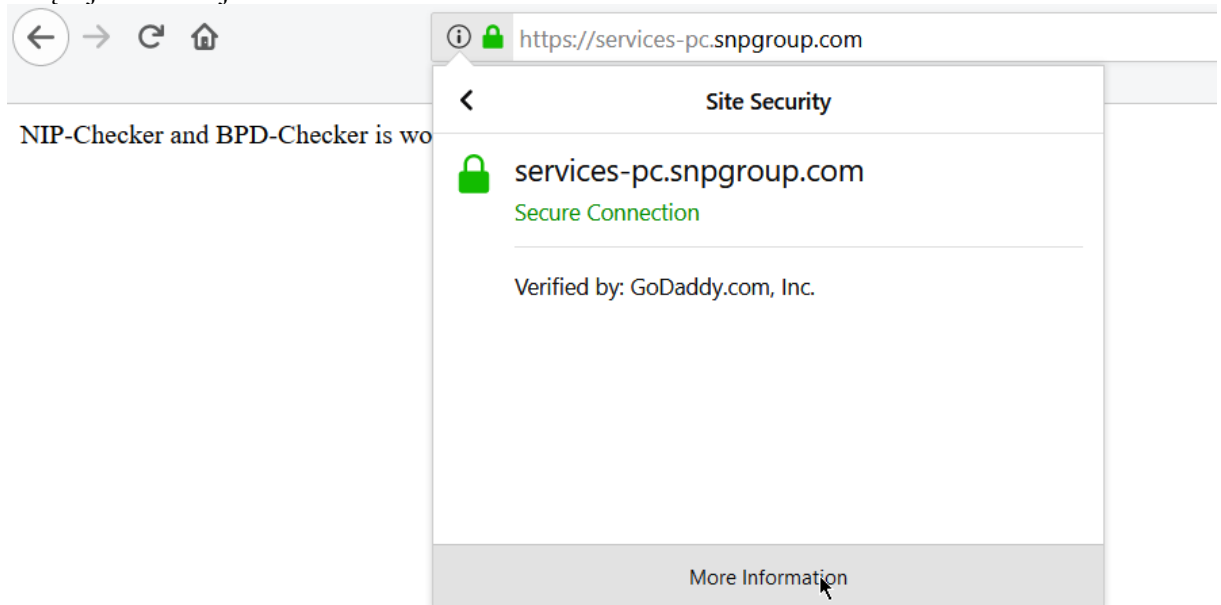 https://services-pc.snpgroup.com
Site Security
NIP-Checker and BPD-Checker is wo
services-pc.snpgroup.com
Secure Connection
Verified by: GoDaddy.com, Inc.
More Information